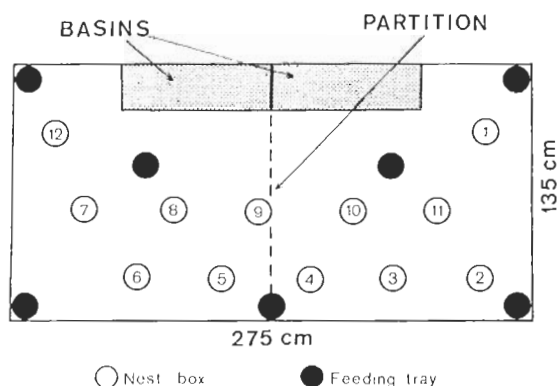 BASINS PARTITION
12 1
7 8 9 10 11
6 5 4 3 2
135 cm
275 cm
Nest box Feeding tray